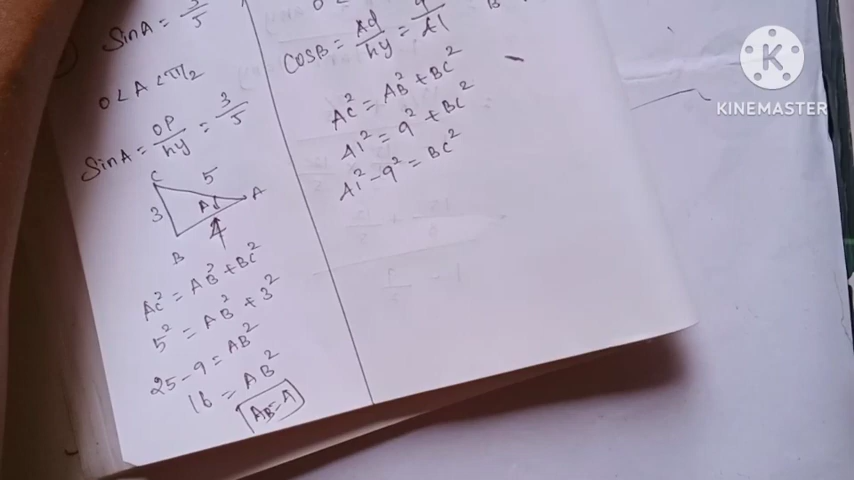 SinA = 3/5
0 < A < π/2
SinA = OP/hy = 3/5
C
5
A
3
A
4
B
AC² = AB² + BC²
5² = AB² + 3²
25 - 9 = AB²
16 = AB²
AB = 4
0 <
B
COSB = Ad/hy = 9/41
AC² = AB² + BC²
41² = 9² + BC²
41² - 9² = BC²
KINEMASTER